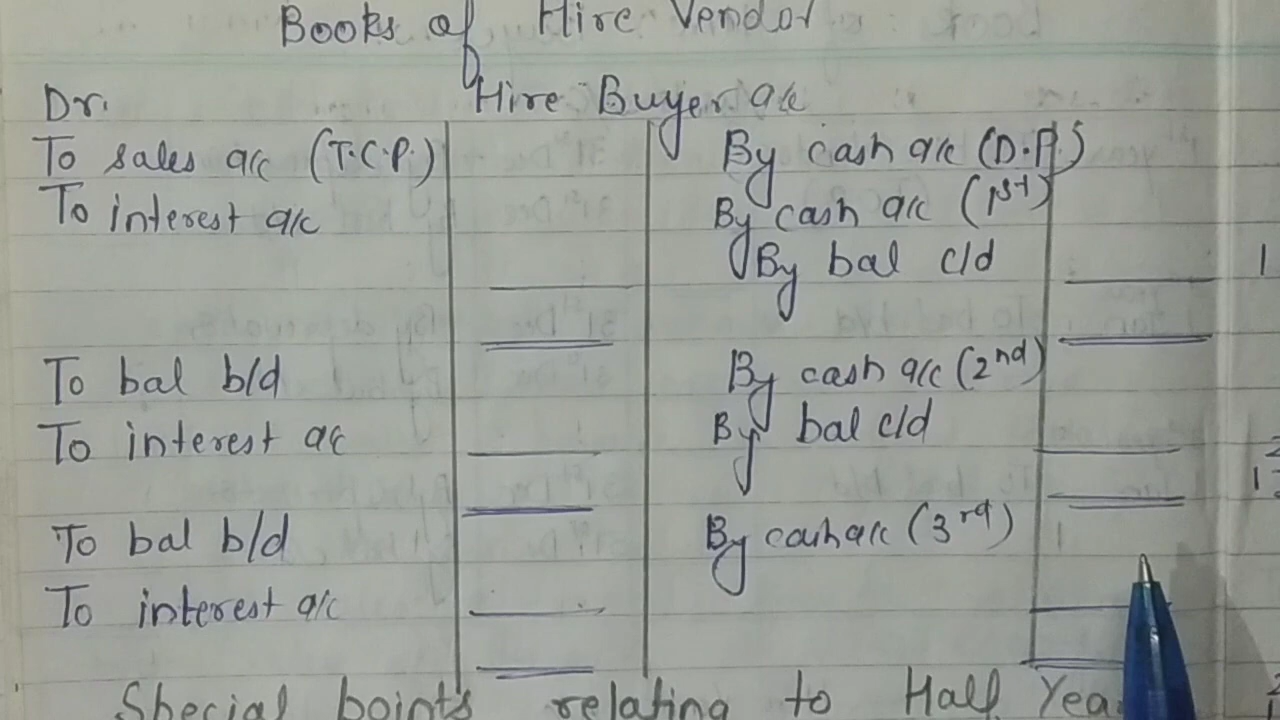 Books of Hire Vendor
Dr. Hire Buyer a/c
To sales a/c (T.C.P.) By cash a/c (D.P.)
To interest a/c By cash a/c (1st)
By bal c/d
To bal b/d By cash a/c (2nd)
To interest a/c By bal c/d
To bal b/d By cash a/c (3rd)
To interest a/c
Special points relating to Half Yea